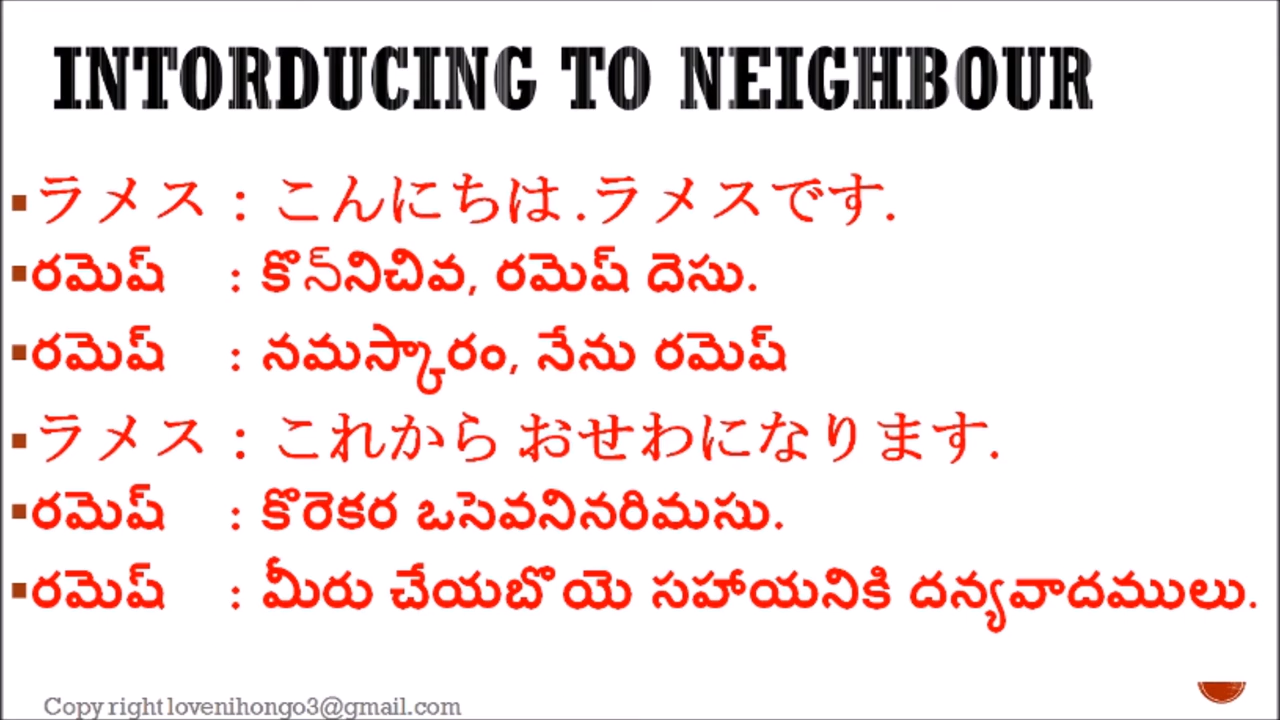 INTORDUCING TO NEIGHBOUR
ラメス : こんにちは.ラメスです.
రమెష్ : కొన్నిచివ, రమెష్ దెసు.
రమెష్ : నమస్కారం, నేను రమెష్
ラメス : これから おせわになります.
రమెష్ : కొరెకర ఒసెవనినరిమసు.
రమెష్ : మీరు చేయబొయె సహాయనికి దన్యవాదములు.
Copy right lovenihongo3@gmail.com